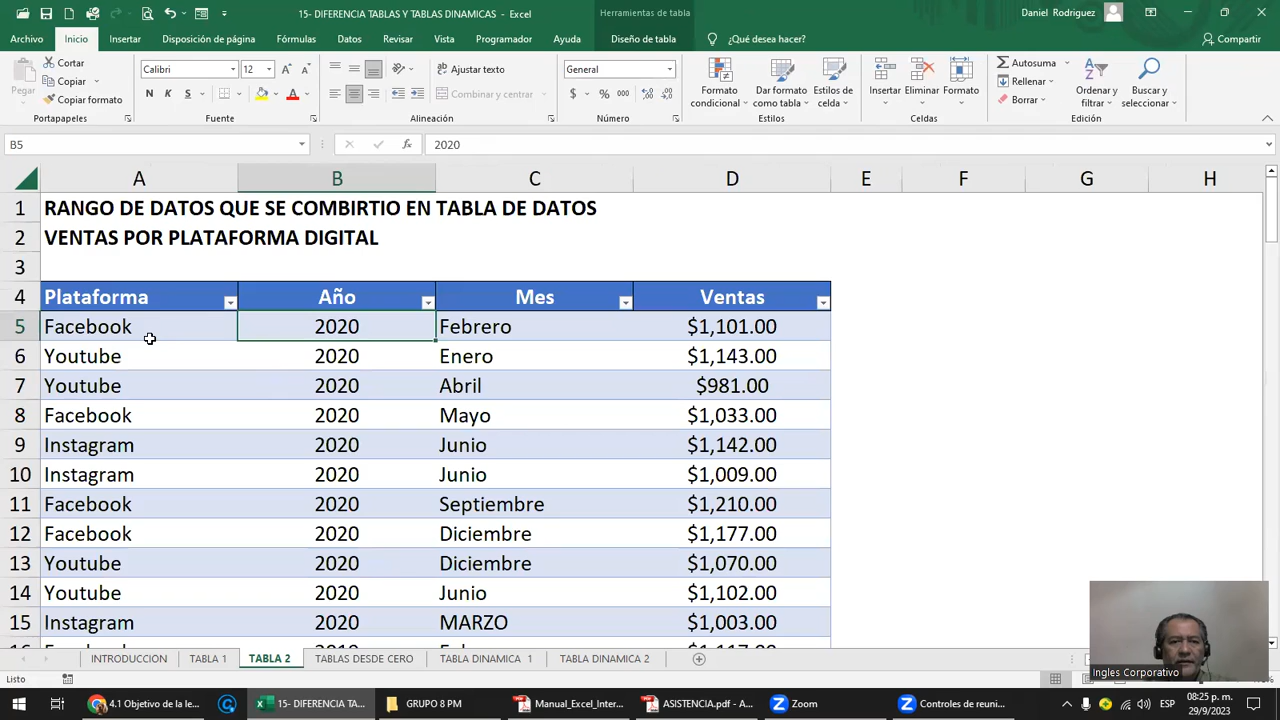 15- DIFERENCIA TABLAS Y TABLAS DINAMICAS - Excel
Herramientas de tabla
Daniel Rodriguez
Archivo Inicio Insertar Disposición de página Fórmulas Datos Revisar Vista Programador Ayuda Diseño de tabla ¿Qué desea hacer? Compartir
Pegar
Cortar
Copiar
Copiar formato
Portapapeles
Calibri 12
N K S A
Fuente
Ajustar texto
Combinar y centrar
Alineación
General
$ % 000
Número
Formato condicional
Dar formato como tabla
Estilos de celda
Estilos
Insertar Eliminar Formato
Celdas
Autosuma
Rellenar
Borrar
Ordenar y filtrar
Buscar y seleccionar
Edición
B5 fx 2020
A B C D E F G H
1 RANGO DE DATOS QUE SE COMBIRTIO EN TABLA DE DATOS
2 VENTAS POR PLATAFORMA DIGITAL
3
4 Plataforma Año Mes Ventas
5 Facebook 2020 Febrero $1,101.00
6 Youtube 2020 Enero $1,143.00
7 Youtube 2020 Abril $981.00
8 Facebook 2020 Mayo $1,033.00
9 Instagram 2020 Junio $1,142.00
10 Instagram 2020 Junio $1,009.00
11 Facebook 2020 Septiembre $1,210.00
12 Facebook 2020 Diciembre $1,177.00
13 Youtube 2020 Diciembre $1,070.00
14 Youtube 2020 Junio $1,102.00
15 Instagram 2020 MARZO $1,003.00
Ingles Corporativo
INTRODUCCION TABLA 1 TABLA 2 TABLAS DESDE CERO TABLA DINAMICA 1 TABLA DINAMICA 2
Listo
4.1 Objetivo de la le... 15- DIFERENCIA TA... GRUPO 8 PM Manual_Excel_Inter... ASISTENCIA.pdf - A... Zoom Controles de reuni... ESP 08:25 p. m.
29/9/2023